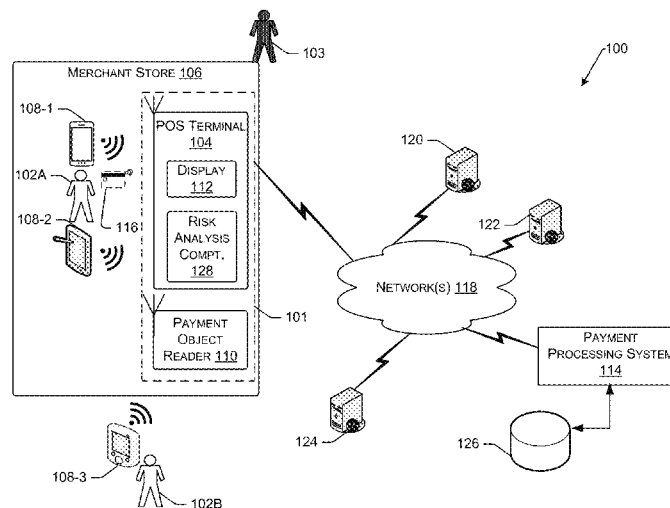 103
100
MERCHANT STORE 106
108-1
POS TERMINAL
104
120
102A
DISPLAY
112
108-2
116
122
RISK
ANALYSIS
COMPT.
128
NETWORK(S) 118
101
PAYMENT
OBJECT
READER 110
PAYMENT
PROCESSING SYSTEM
114
124
126
108-3
102B